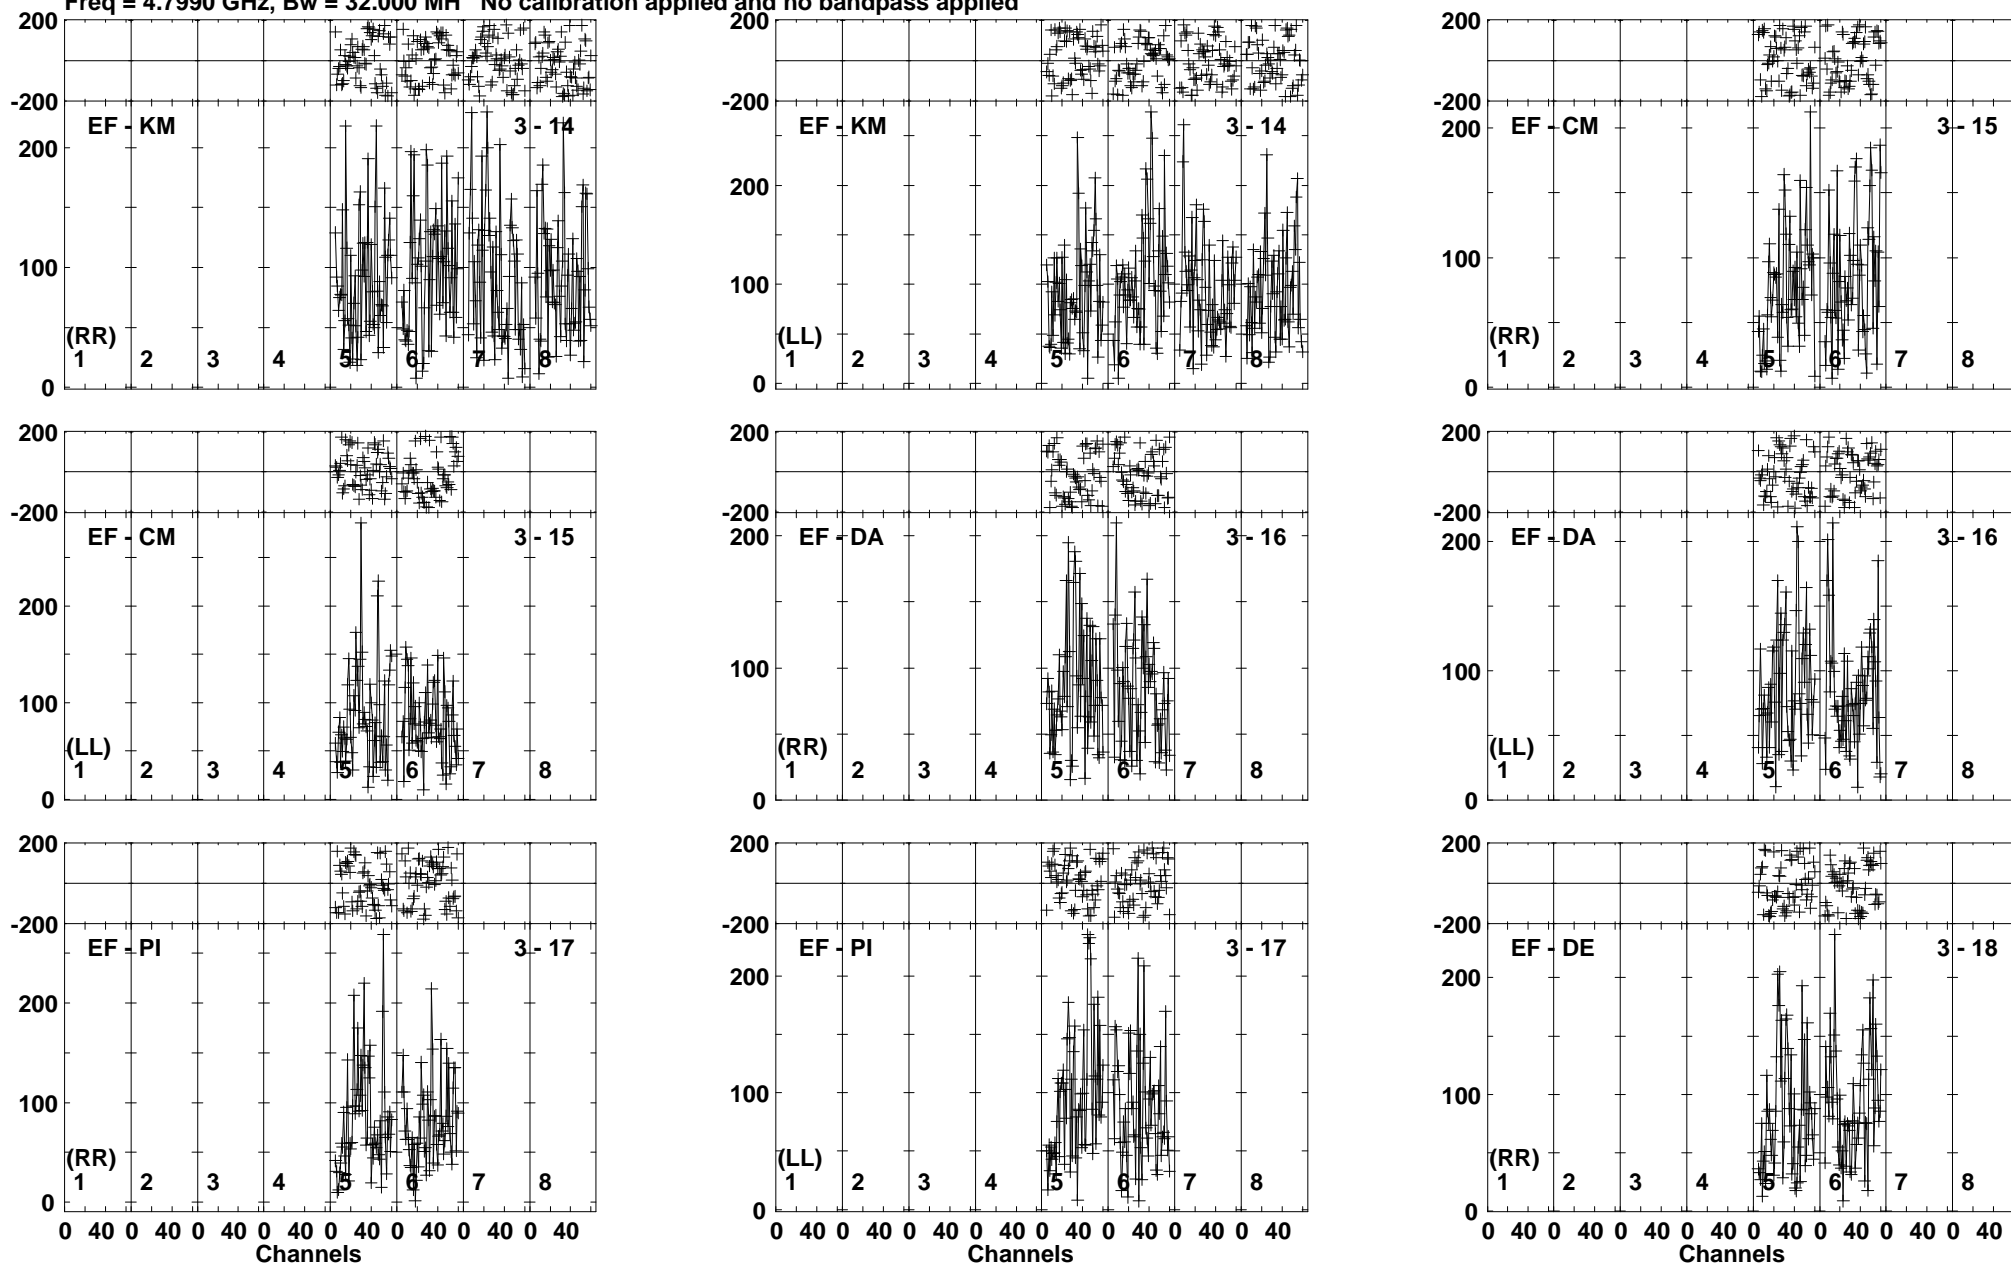 Freq = 4.7990 GHz, Bw = 32.000 MH No calibration applied and no bandpass applied
200 200 200
-200 -200 -200
EF - KM 3 - 14 EF - KM 3 - 14 EF - CM 3 - 15
200 200 200
100 100 100
(RR) (LL) (RR)
1 2 3 4 5 6 7 8 1 2 3 4 5 6 7 8 1 2 3 4 5 6 7 8
0 0 0
200 200 200
-200 -200 -200
EF - CM 3 - 15 EF - DA 3 - 16 EF - DA 3 - 16
200 200 200
100 100 100
(LL) (RR) (LL)
1 2 3 4 5 6 7 8 1 2 3 4 5 6 7 8 1 2 3 4 5 6 7 8
0 0 0
200 200 200
-200 -200 -200
EF - PI 3 - 17 EF - PI 3 - 17 EF - DE 3 - 18
200 200 200
100 100 100
(RR) (LL) (RR)
1 2 3 4 5 6 7 8 1 2 3 4 5 6 7 8 1 2 3 4 5 6 7 8
0 0 0
0 40 0 40 0 40 0 40 0 40 0 40 0 40 0 40 0 40 0 40 0 40 0 40 0 40 0 40 0 40 0 40 0 40 0 40 0 40 0 40 0 40 0 40 0 40 0 40
Channels Channels Channels